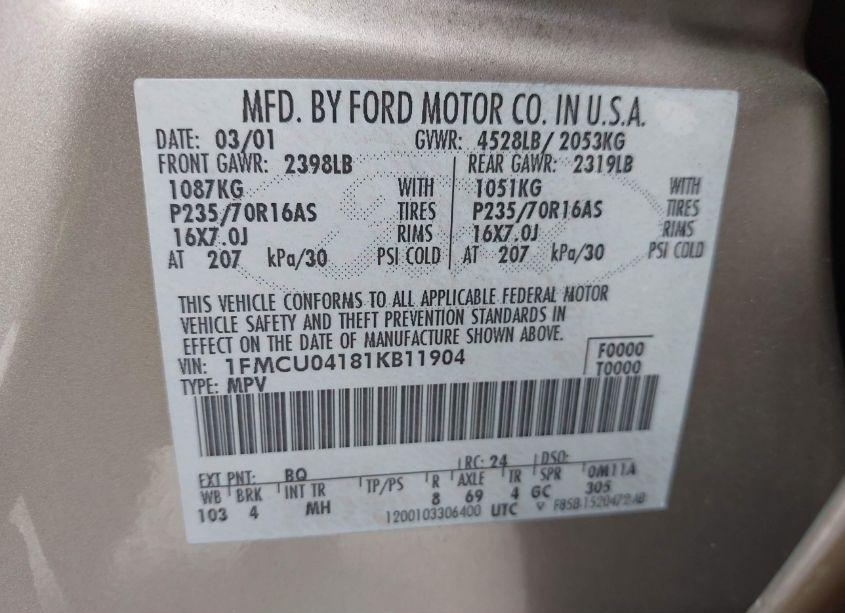 MFD. BY FORD MOTOR CO. IN U.S.A.
DATE: 03/01 GVWR: 4528LB/ 2053KG
FRONT GAWR: 2398LB REAR GAWR: 2319LB
1087KG WITH 1051KG WITH
P235/70R16AS TIRES P235/70R16AS TIRES
16X7.0J RIMS 16X7.0J RIMS
AT 207 kPa/30 PSI COLD AT 207 kPa/30 PSI COLD
THIS VEHICLE CONFORMS TO ALL APPLICABLE FEDERAL MOTOR
VEHICLE SAFETY AND THEFT PREVENTION STANDARDS IN
EFFECT ON THE DATE OF MANUFACTURE SHOWN ABOVE.
VIN: 1FMCU04181KB11904 F0000
TYPE: MPV T0000
EXT PNT: BQ RC: 24 DSO:
WB BRK INT TR TP/PS R AXLE TR SPR 0M11A
103 4 MH 8 69 4 GC 305
1200103306400 UTC